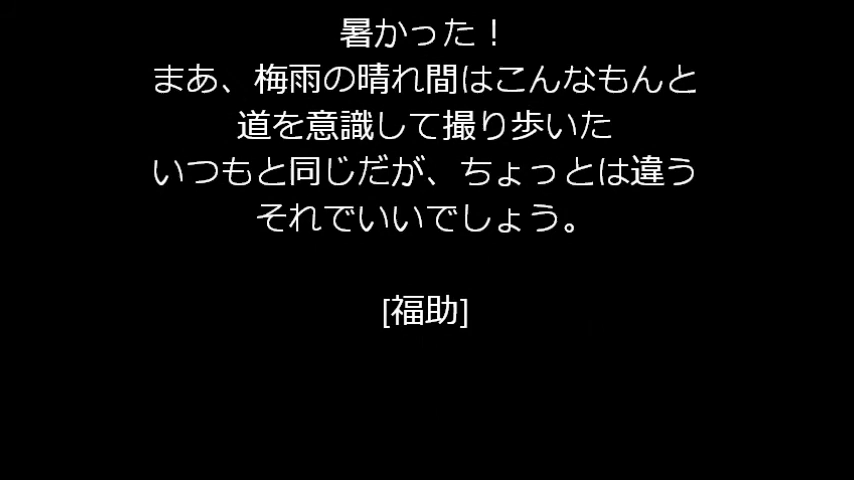 暑かった！
まあ、梅雨の晴れ間はこんなもんと
道を意識して撮り歩いた
いつもと同じだが、ちょっとは違う
それでいいでしょう。
[福助]